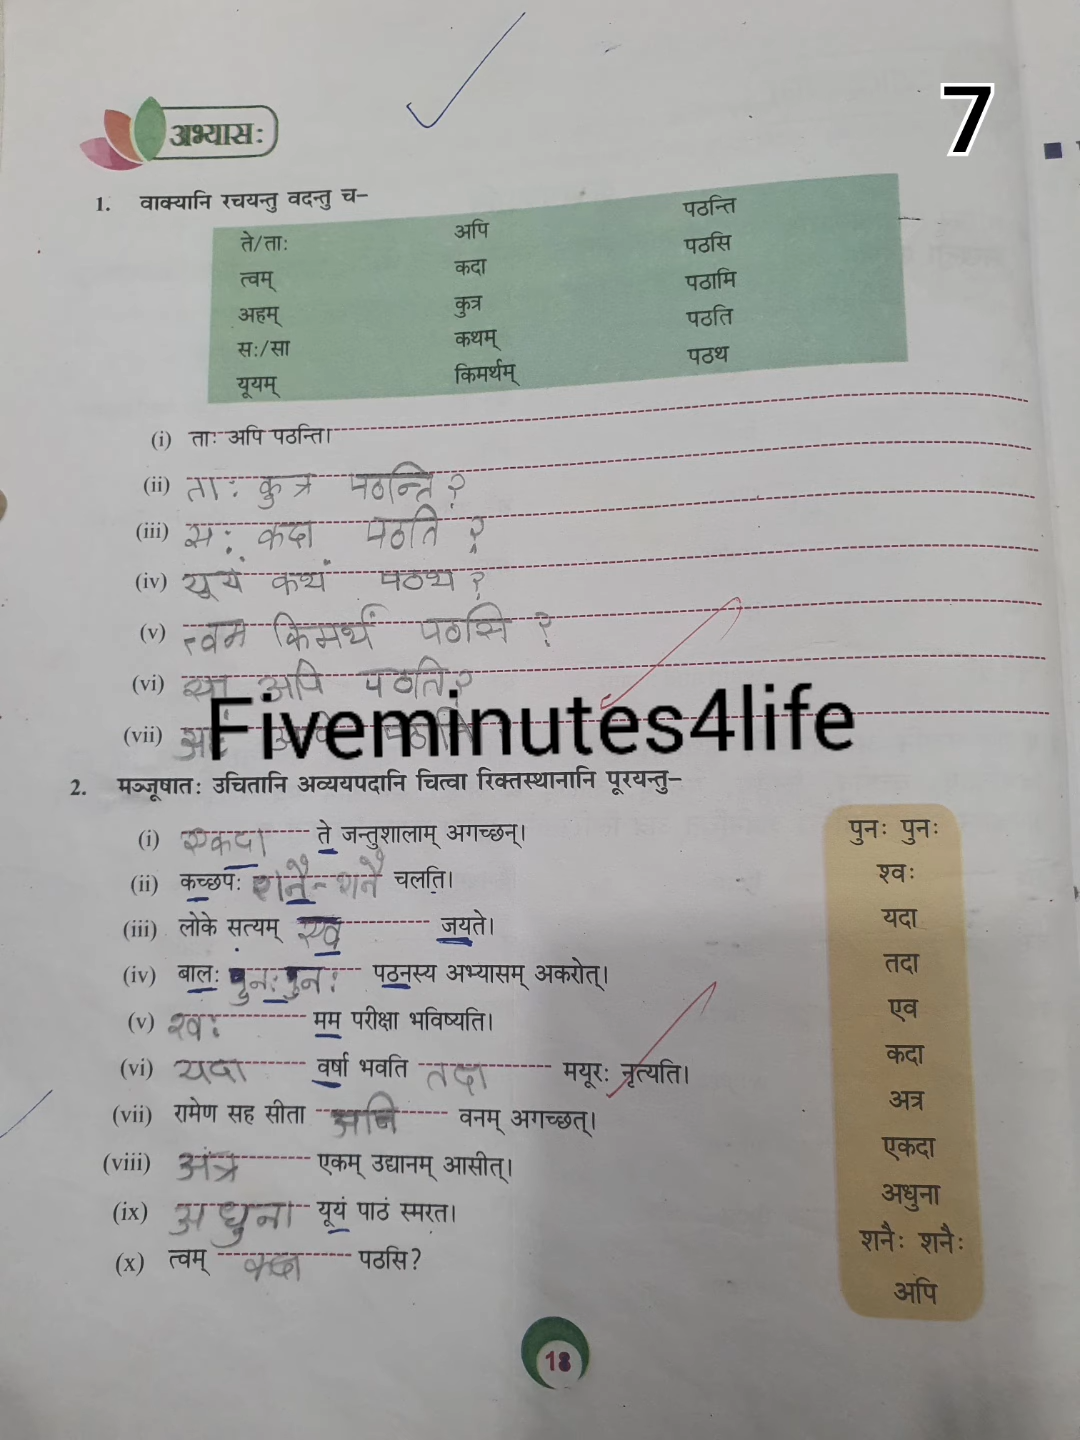 7
अभ्यासः
1. वाक्यानि रचयन्तु वदन्तु च–
ते/ताः अपि पठन्ति
त्वम् कदा पठसि
अहम् कुत्र पठामि
सः/सा कथम् पठति
यूयम् किमर्थम् पठथ
(i) ताः अपि पठन्ति।
(ii) ताः कुत्र पठन्ति ?
(iii) सः कदा पठति ?
(iv) यूयं कथं पठथ ?
(v) त्वम किमर्थं पठसि ?
(vi) सा अपि पठति ?
(vii) अहं अपि
Fiveminutes4life
2. मञ्जूषातः उचितानि अव्ययपदानि चित्वा रिक्तस्थानानि पूरयन्तु–
(i) एकदा ते जन्तुशालाम् अगच्छन्।
(ii) कच्छपः शनै-शनै चलति।
(iii) लोके सत्यम् एव जयते।
(iv) बालः पुनः पुनः पठनस्य अभ्यासम् अकरोत्।
(v) श्वः मम परीक्षा भविष्यति।
(vi) यदा वर्षा भवति तदा मयूरः नृत्यति।
(vii) रामेण सह सीता अपि वनम् अगच्छत्।
(viii) अत्र एकम् उद्यानम् आसीत्।
(ix) अधुना यूयं पाठं स्मरत।
(x) त्वम् कदा पठसि?
पुनः पुनः
श्वः
यदा
तदा
एव
कदा
अत्र
एकदा
अधुना
शनैः शनैः
अपि
18